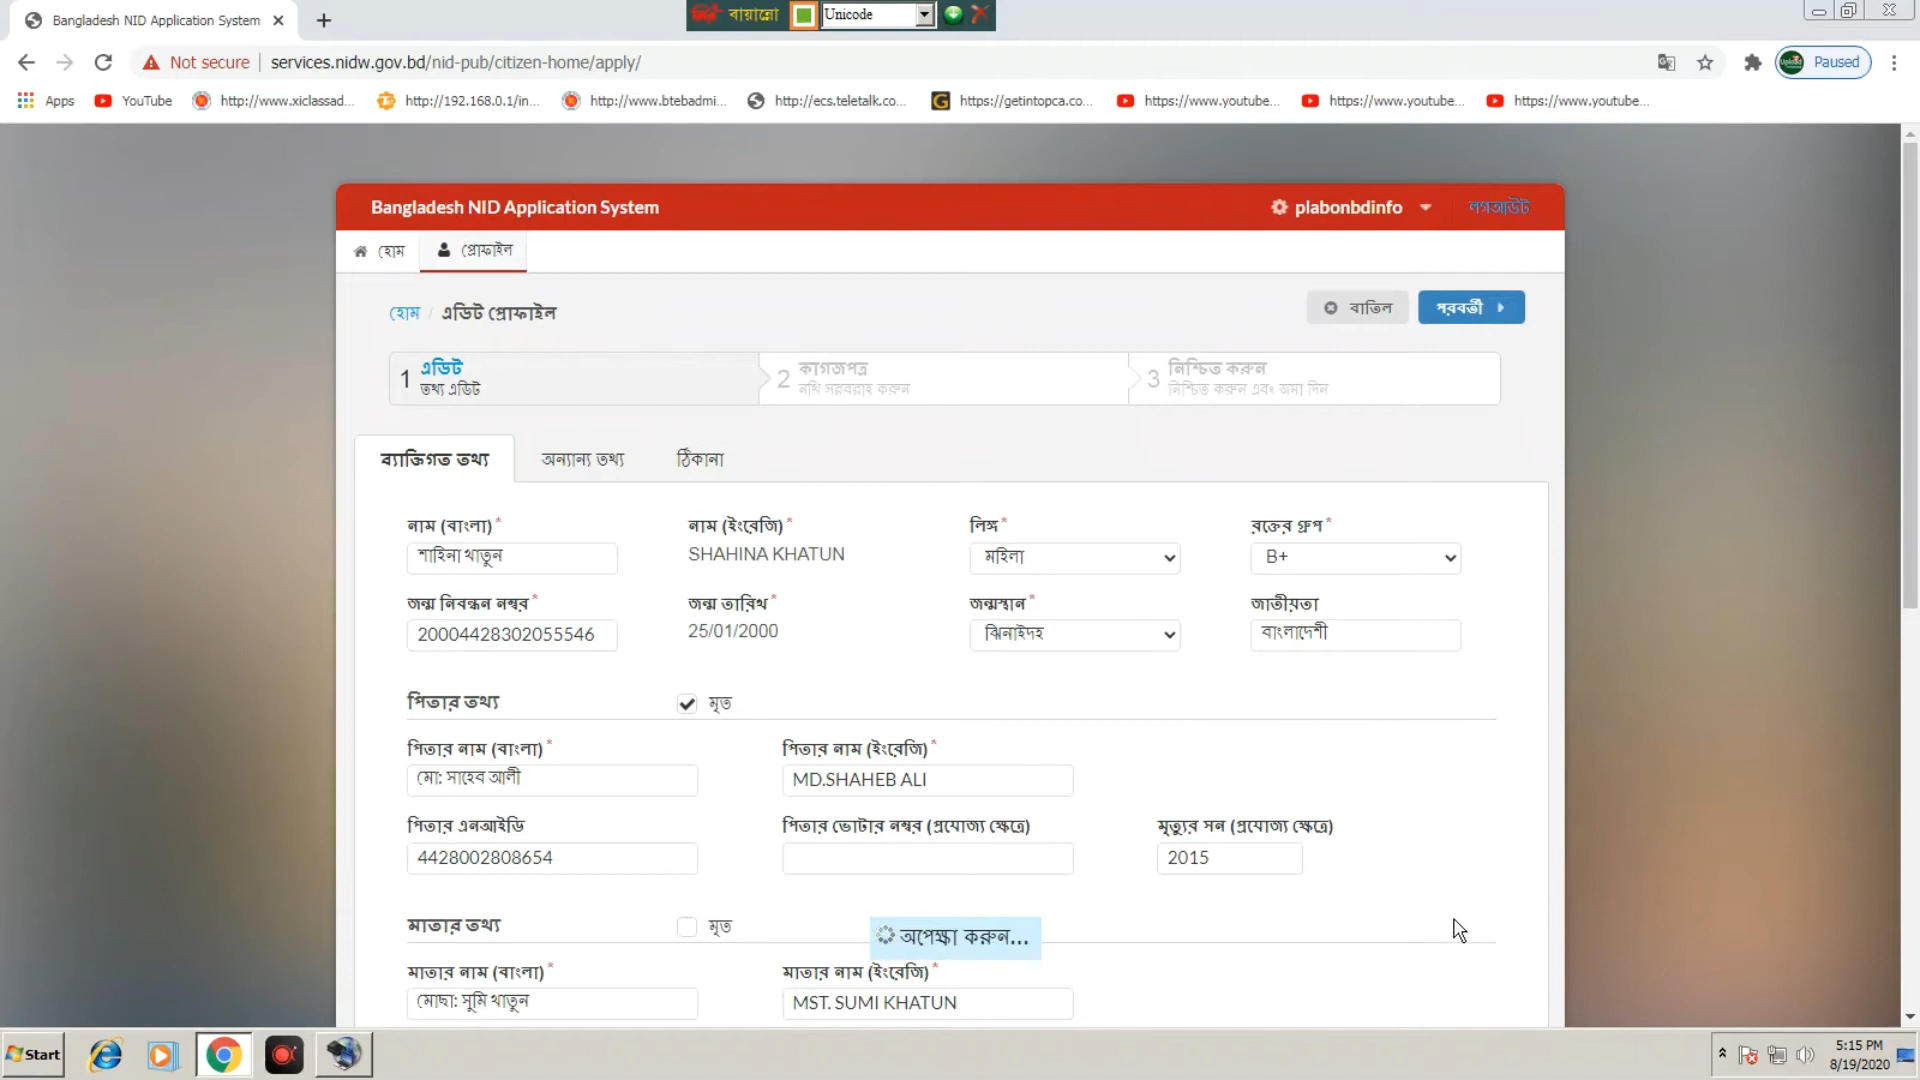 Bangladesh NID Application System
বায়ান্নো
Unicode
Not secure
services.nidw.gov.bd/nid-pub/citizen-home/apply/
Paused
Apps
YouTube
http://www.xiclassad...
http://192.168.0.1/in...
http://www.btebadmi...
http://ecs.teletalk.co...
https://getintopca.co...
https://www.youtube...
https://www.youtube...
https://www.youtube...
Bangladesh NID Application System
plabonbdinfo
লগআউট
হোম
প্রোফাইল
হোম / এডিট প্রোফাইল
বাতিল
পরবর্তী
1 এডিট
তথ্য এডিট
2 কাগজপত্র
নথি সরবরাহ করুন
3 নিশ্চিত করুন
নিশ্চিত করুন এবং জমা দিন
ব্যাক্তিগত তথ্য
অন্যান্য তথ্য
ঠিকানা
নাম (বাংলা)* নাম (ইংরেজি)* লিঙ্গ* রক্তের গ্রুপ*
শাহিনা খাতুন SHAHINA KHATUN মহিলা B+
জন্ম নিবন্ধন নম্বর* জন্ম তারিখ* জন্মস্থান* জাতীয়তা
20004428302055546 25/01/2000 ঝিনাইদহ বাংলাদেশী
পিতার তথ্য মৃত
পিতার নাম (বাংলা)* পিতার নাম (ইংরেজি)*
মো: সাহেব আলী MD.SHAHEB ALI
পিতার এনআইডি পিতার ভোটার নম্বর (প্রযোজ্য ক্ষেত্রে) মৃত্যুর সন (প্রযোজ্য ক্ষেত্রে)
4428002808654 2015
মাতার তথ্য মৃত
অপেক্ষা করুন...
মাতার নাম (বাংলা)* মাতার নাম (ইংরেজি)*
মোছা: সুমি খাতুন MST. SUMI KHATUN
Start
5:15 PM
8/19/2020